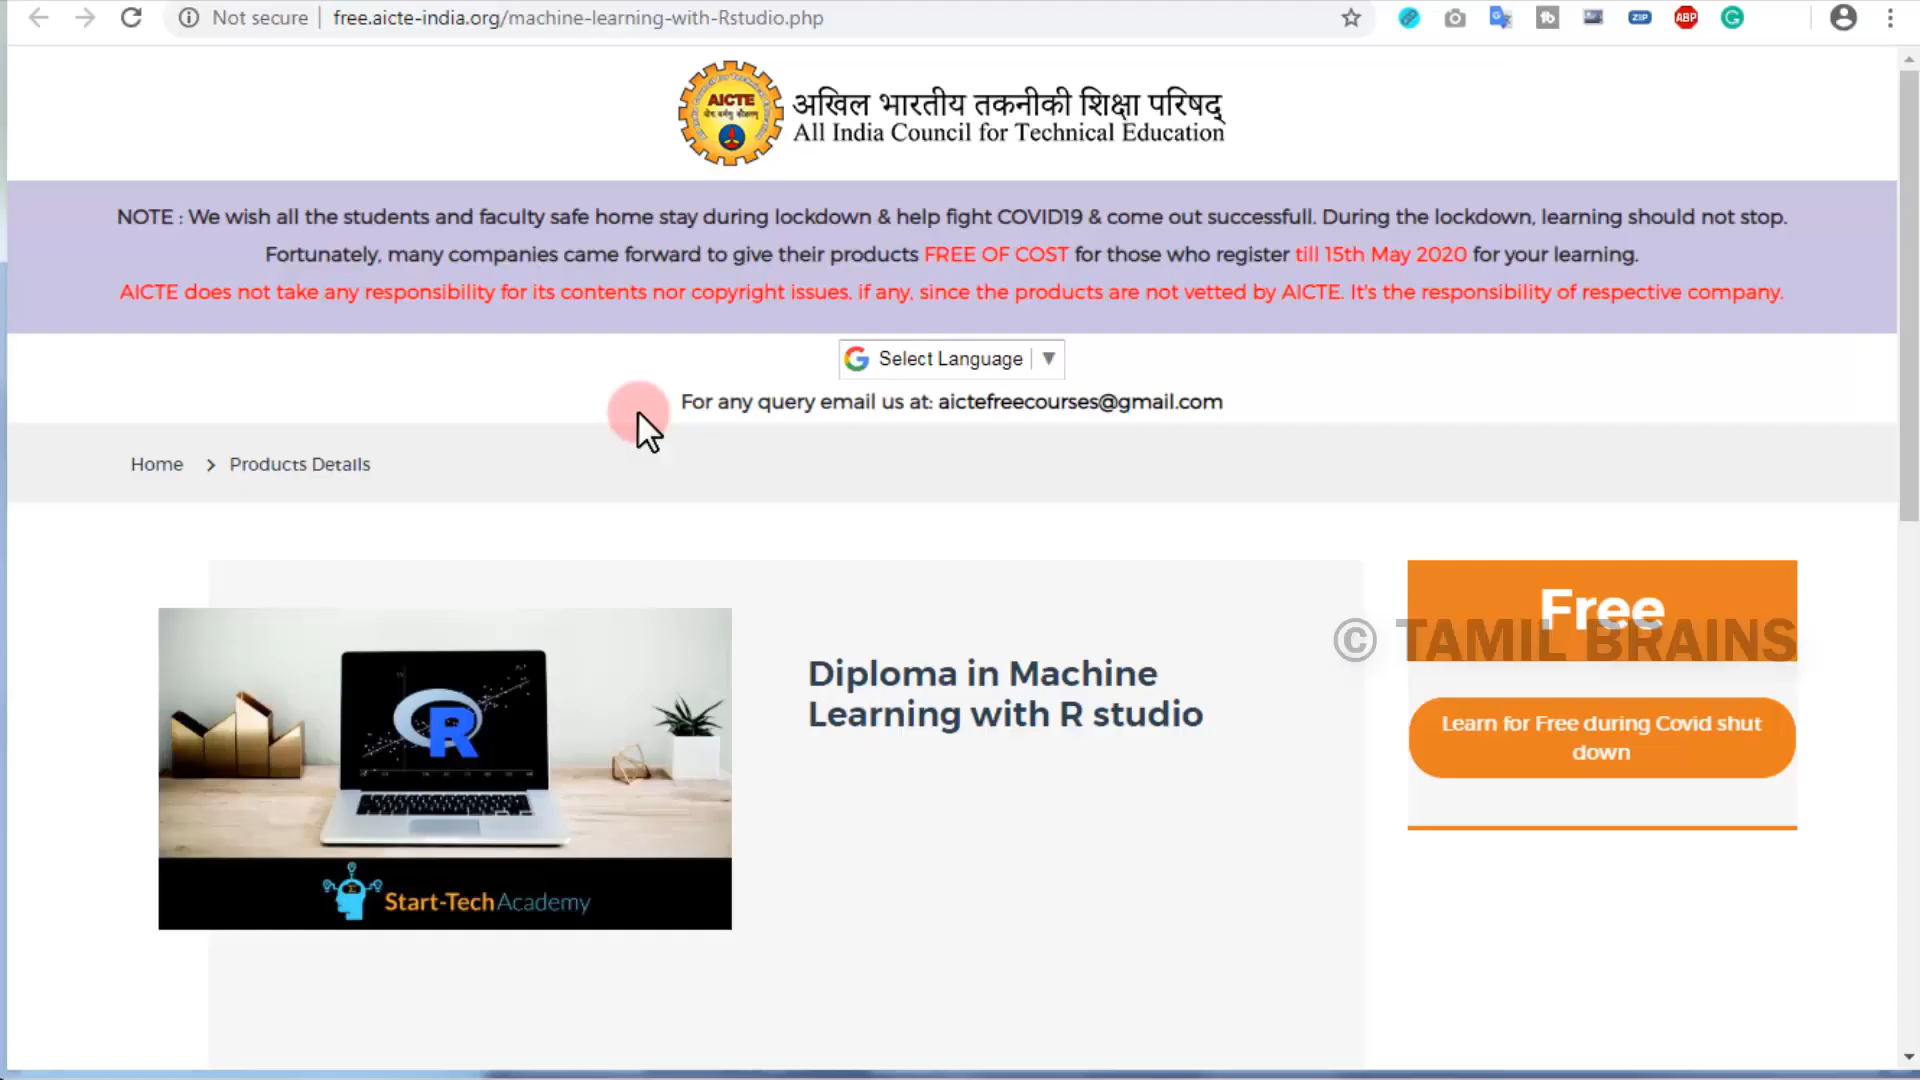 Not secure
free.aicte-india.org/machine-learning-with-Rstudio.php
ZIP
ABP
AICTE
अखिल भारतीय तकनीकी शिक्षा परिषद्
All India Council for Technical Education
NOTE : We wish all the students and faculty safe home stay during lockdown & help fight COVID19 & come out successfull. During the lockdown, learning should not stop.
Fortunately, many companies came forward to give their products FREE OF COST for those who register till 15th May 2020 for your learning.
AICTE does not take any responsibility for its contents nor copyright issues, if any, since the products are not vetted by AICTE. It's the responsibility of respective company.
Select Language ▼
For any query email us at: aictefreecourses@gmail.com
Home > Products Details
Free
© TAMIL BRAINS
R
Diploma in Machine
Learning with R studio
Learn for Free during Covid shut
down
Start-Tech Academy